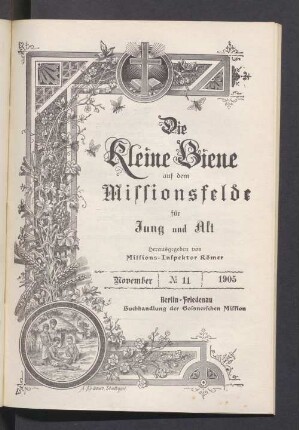 Die
Kleine Biene
auf dem
Missionsfelde
für
Jung und Alt
Herausgegeben von
Missions-Inspektor Römer
November № 11 1905
Berlin-Friedenau
Buchhandlung der Gossnerschen Mission